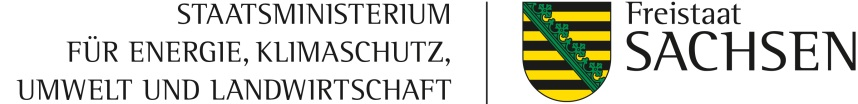 STAATSMINISTERIUM
FÜR ENERGIE, KLIMASCHUTZ,
UMWELT UND LANDWIRTSCHAFT
Freistaat
SACHSEN